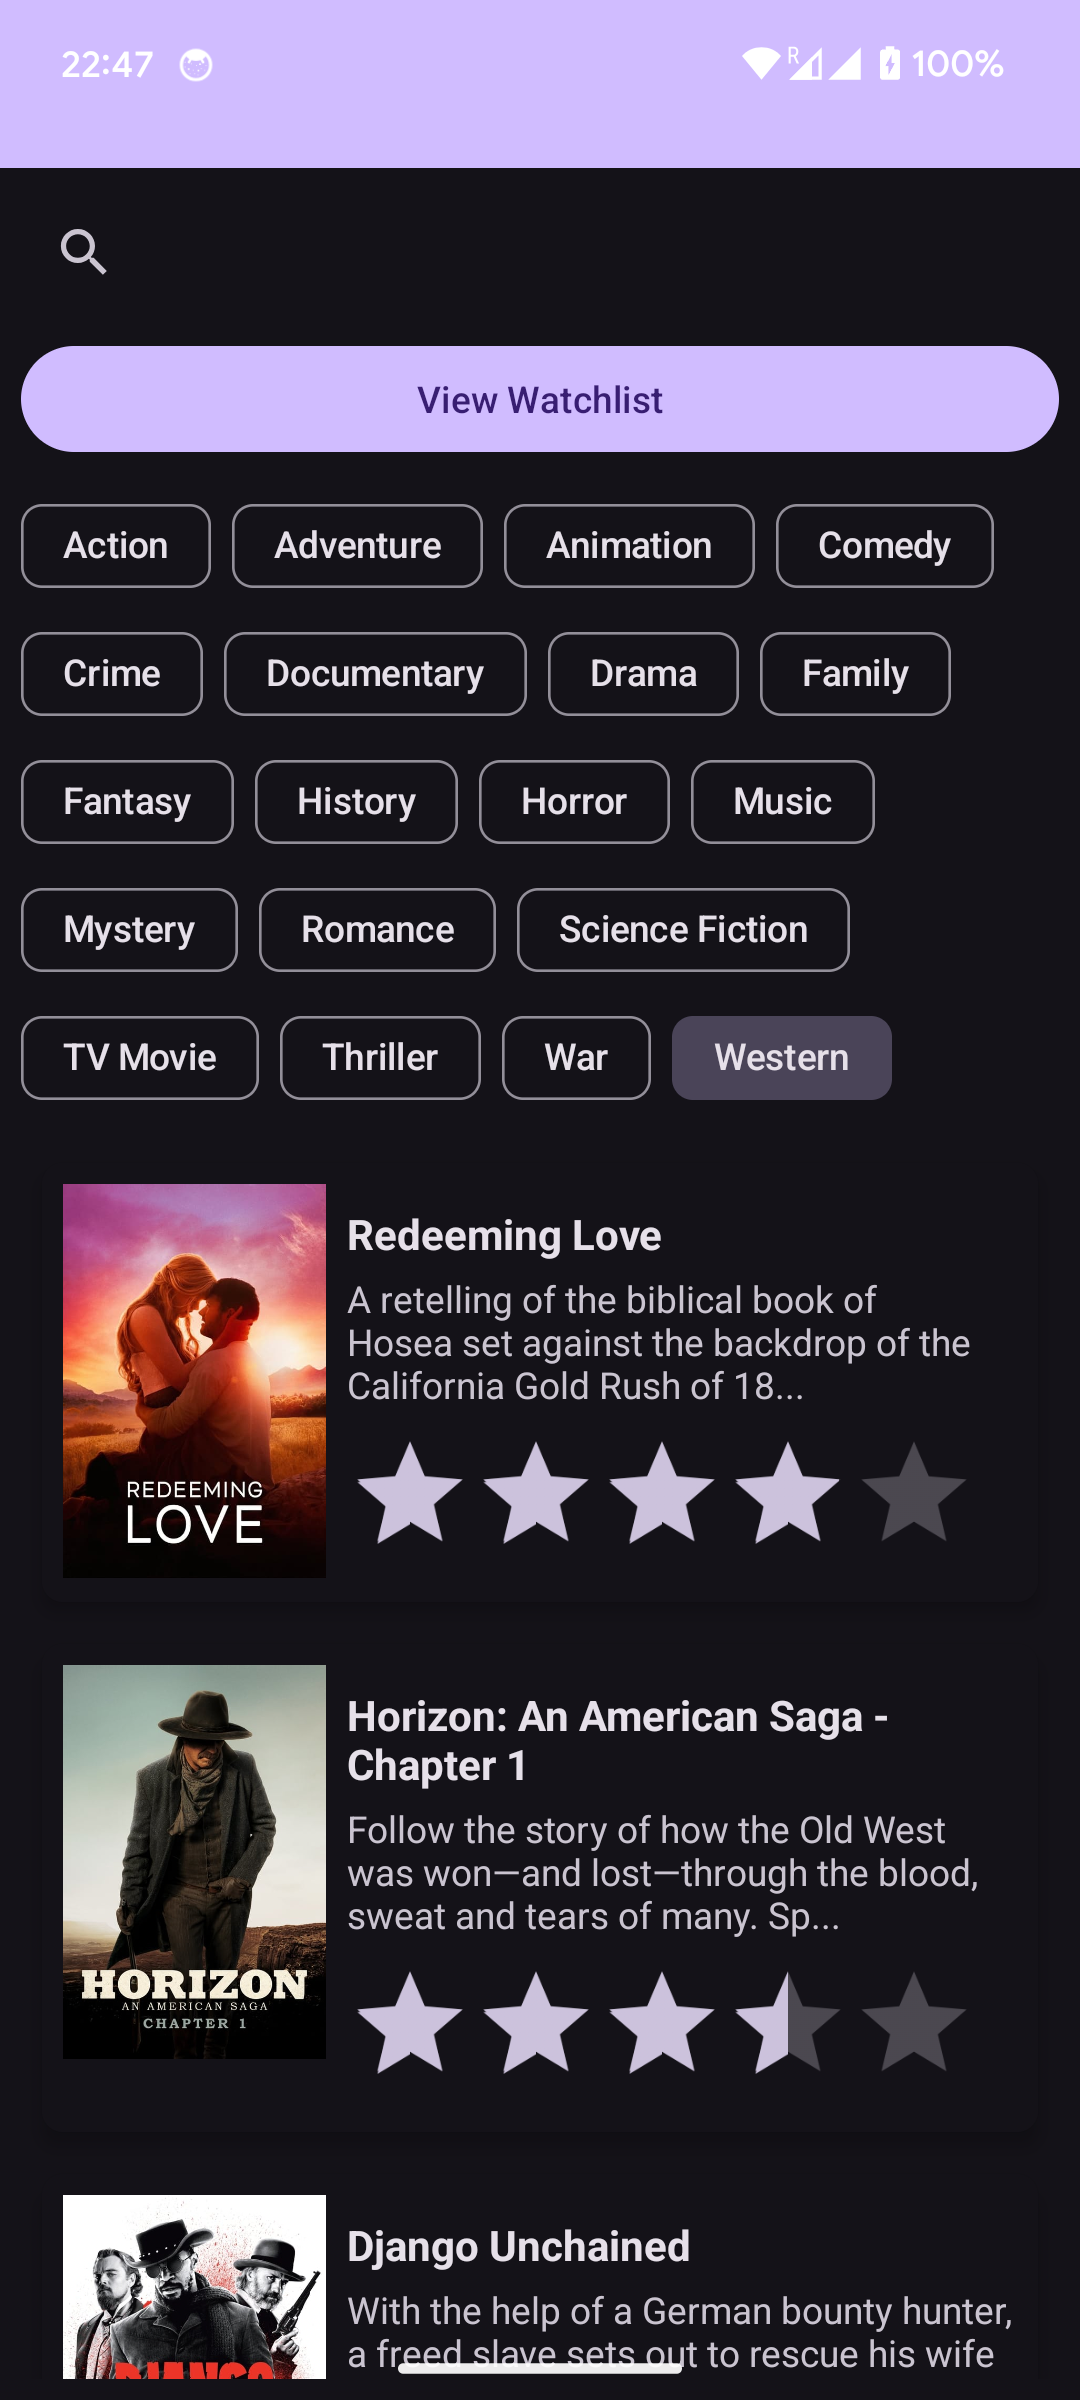 22:47 R 100%
View Watchlist
Action Adventure Animation Comedy
Crime Documentary Drama Family
Fantasy History Horror Music
Mystery Romance Science Fiction
TV Movie Thriller War Western
Redeeming Love
A retelling of the biblical book of
Hosea set against the backdrop of the
California Gold Rush of 18...
REDEEMING
LOVE
Horizon: An American Saga -
Chapter 1
Follow the story of how the Old West
was won—and lost—through the blood,
sweat and tears of many. Sp...
HORIZON
AN AMERICAN SAGA
CHAPTER 1
Django Unchained
With the help of a German bounty hunter,
a freed slave sets out to rescue his wife
DJANGO